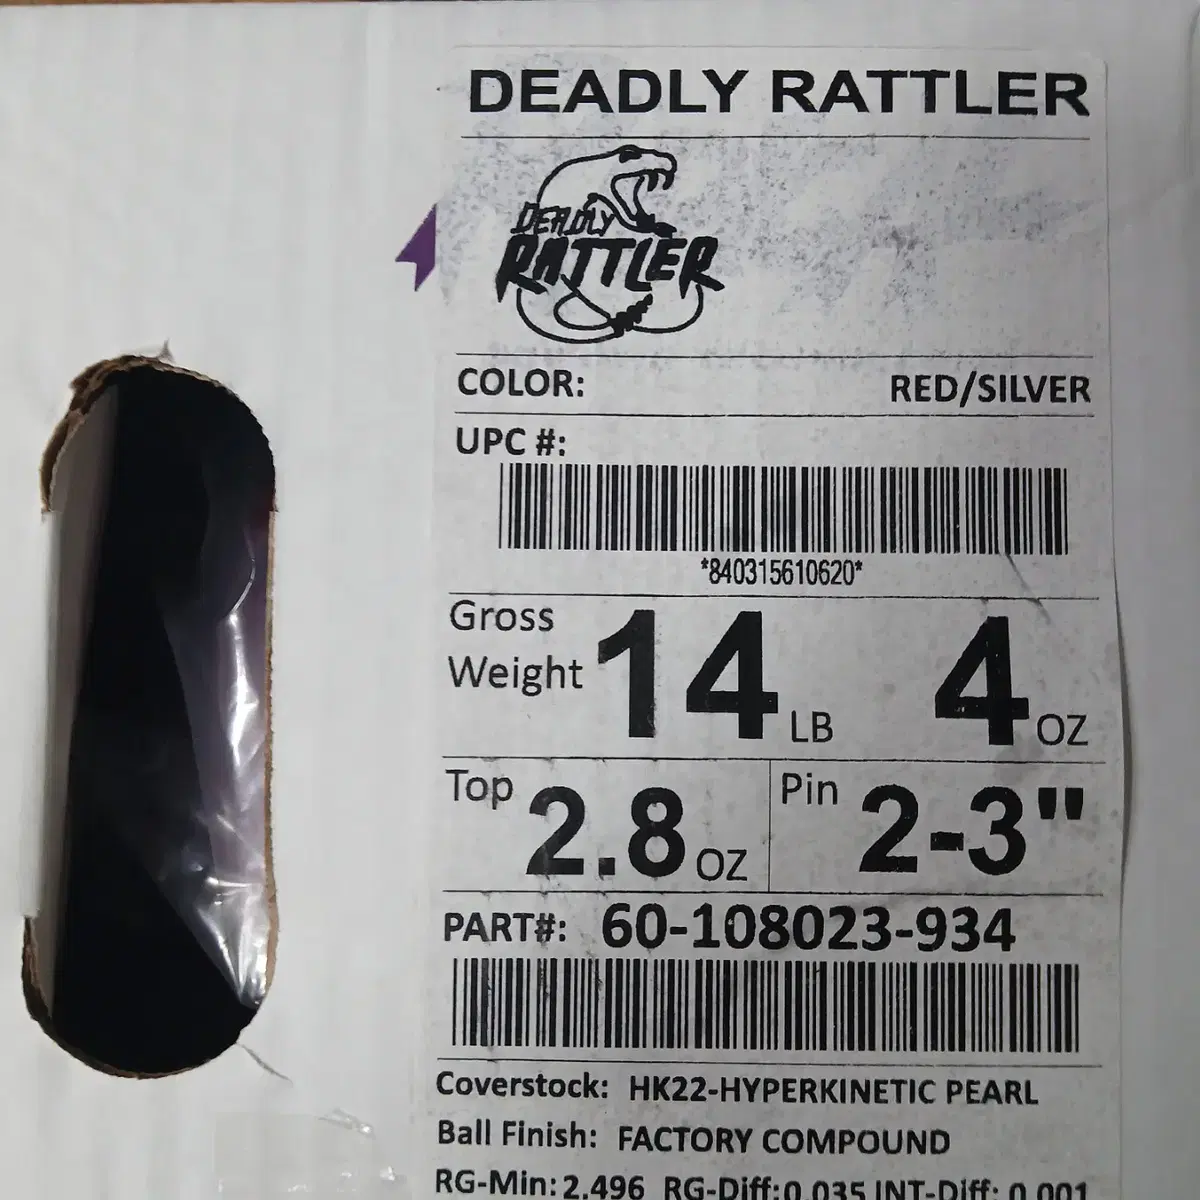 DEADLY RATTLER
DEADLY
RATTLER
COLOR: RED/SILVER
UPC #:
*840315610620*
Gross
Weight 14 LB 4 OZ
Top 2.8 OZ Pin 2-3"
PART#: 60-108023-934
Coverstock: HK22-HYPERKINETIC PEARL
Ball Finish: FACTORY COMPOUND
RG-Min: 2.496 RG-Diff:0.035 INT-Diff: 0.001